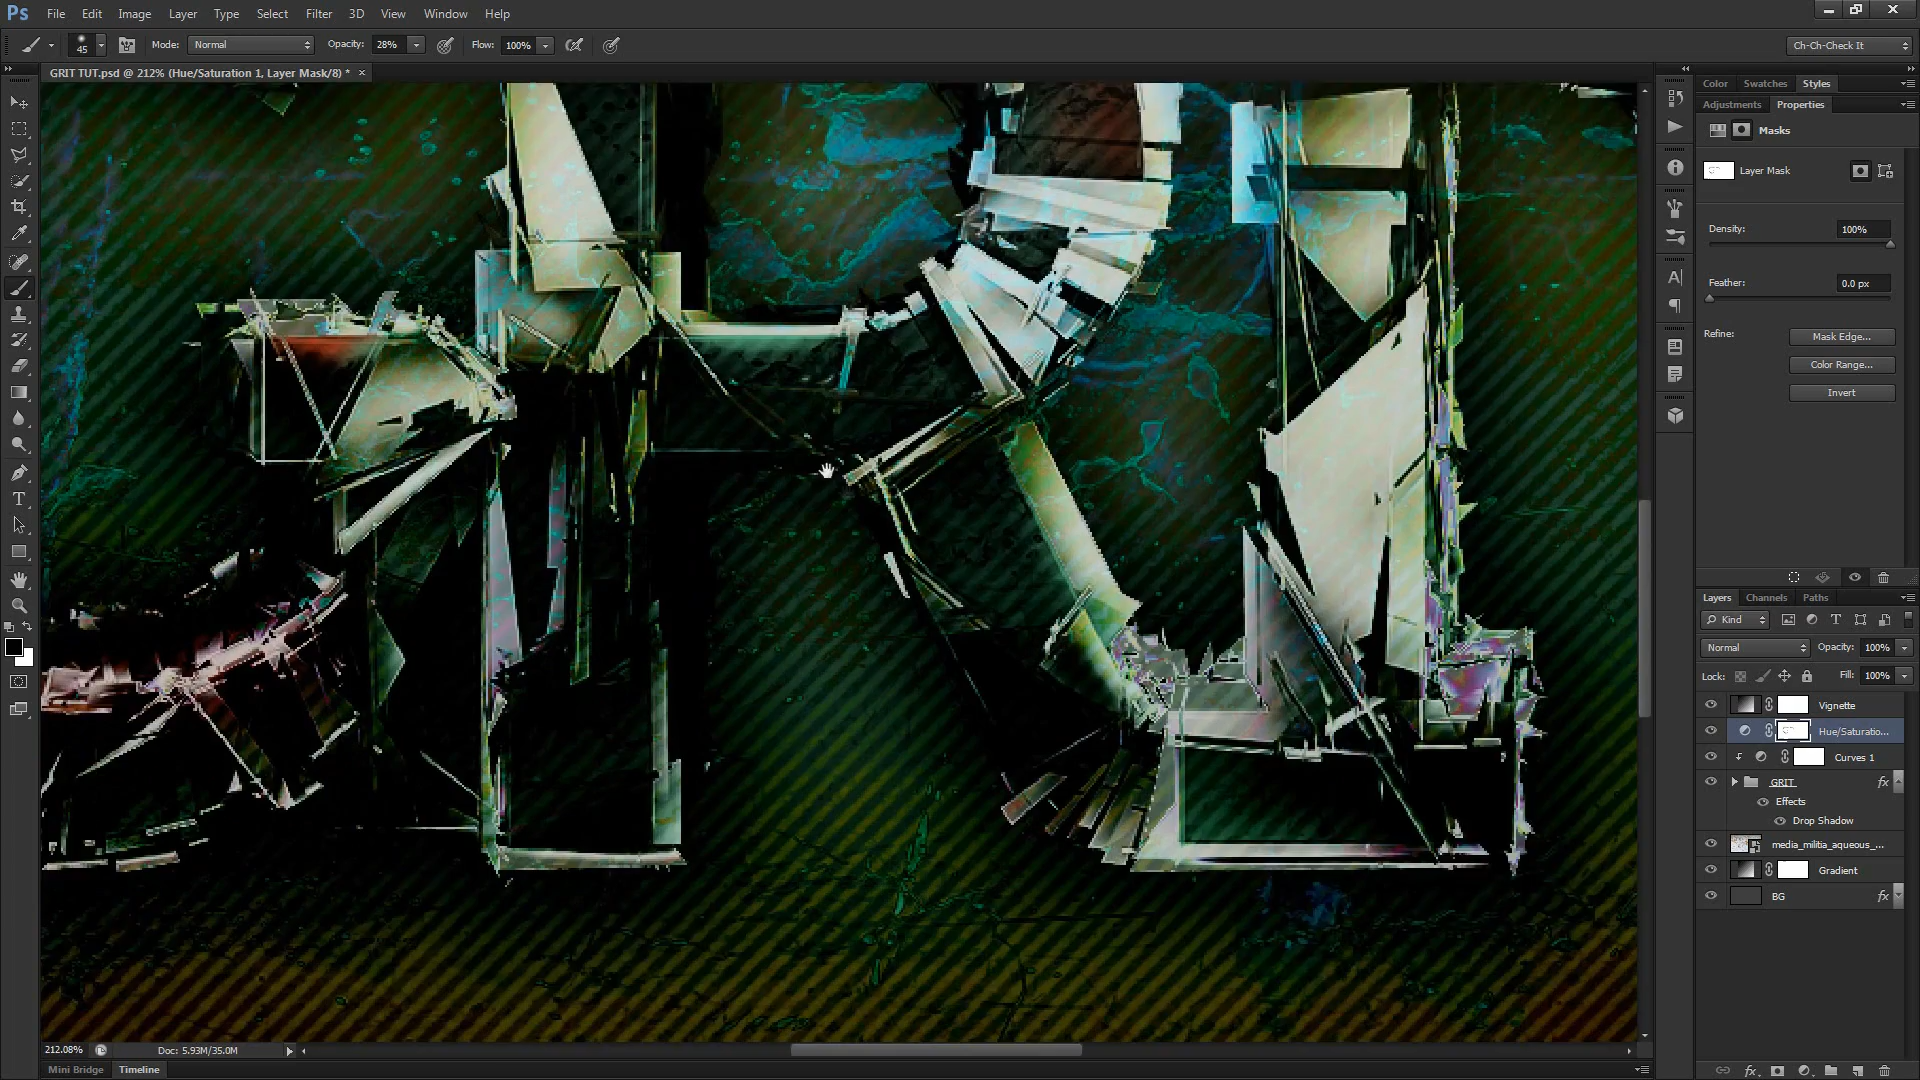 Ps File Edit Image Layer Type Select Filter 3D View Window Help
45 Mode: Normal Opacity: 28% Flow: 100% Ch-Ch-Check It
GRIT TUT.psd @ 212% (Hue/Saturation 1, Layer Mask/8) * ×
Color Swatches Styles
Adjustments Properties
Masks
Layer Mask
Density: 100%
Feather: 0.0 px
Refine: Mask Edge...
Color Range...
Invert
Layers Channels Paths
Kind
Normal Opacity: 100%
Lock: Fill: 100%
Vignette
Hue/Saturatio...
Curves 1
GRIT fx
Effects
Drop Shadow
media_militia_aqueous_...
Gradient
BG fx
212.08% Doc: 5.93M/35.0M
Mini Bridge Timeline
fx